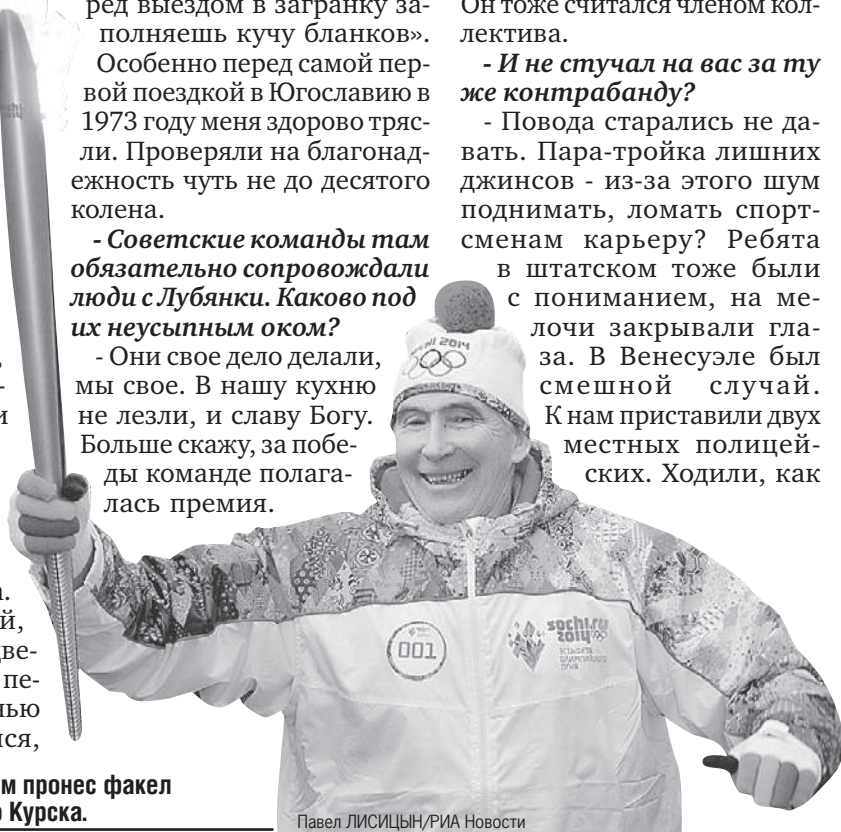 ред выездом в загранку за-
полняешь кучу бланков».
Особенно перед самой пер-
вой поездкой в Югославию в
1973 году меня здорово тряс-
ли. Проверяли на благонад-
ежность чуть не до десятого
колена.
- Советские команды там
обязательно сопровождали
люди с Лубянки. Каково под
их неусыпным оком?
- Они свое дело делали,
мы свое. В нашу кухню
не лезли, и славу Богу.
Больше скажу, за побе-
ды команде полага-
лась премия.
Он тоже считался членом кол-
лектива.
- И не стучал на вас за ту
же контрабанду?
- Повода старались не да-
вать. Пара-тройка лишних
джинсов - из-за этого шум
поднимать, ломать спорт-
сменам карьеру? Ребята
в штатском тоже были
с пониманием, на ме-
лочи закрывали гла-
за. В Венесуэле был
смешной случай.
К нам приставили двух
местных полицей-
ских. Ходили, как
2014
001
sochi.ru
2014
ЭСТАФЕТА
ОЛИМПИЙСКОГО
ОГНЯ
пронес факел
Курска.
Павел ЛИСИЦЫН/РИА Новости